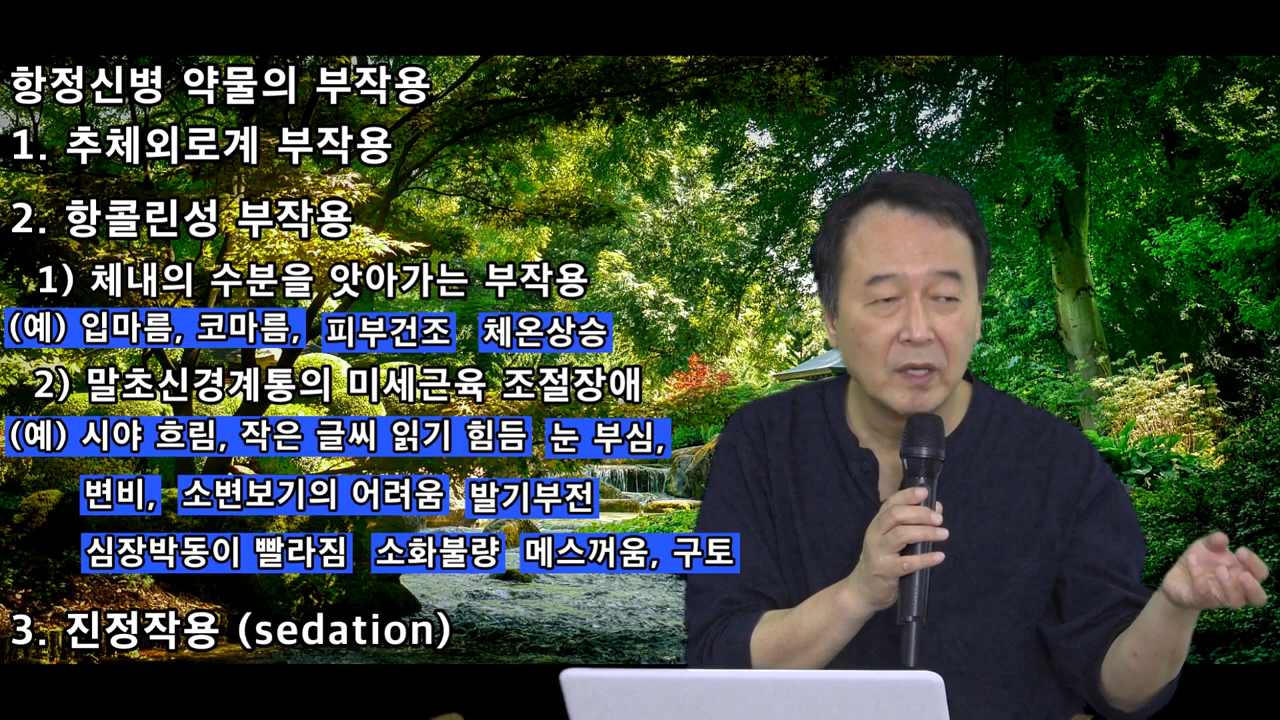 항정신병 약물의 부작용
1. 추체외로계 부작용
2. 항콜린성 부작용
1) 체내의 수분을 앗아가는 부작용
(예) 입마름, 코마름, 피부건조 체온상승
2) 말초신경계통의 미세근육 조절장애
(예) 시야 흐림, 작은 글씨 읽기 힘듬 눈 부심,
변비, 소변보기의 어려움 발기부전
심장박동이 빨라짐 소화불량 메스꺼움, 구토
3. 진정작용 (sedation)